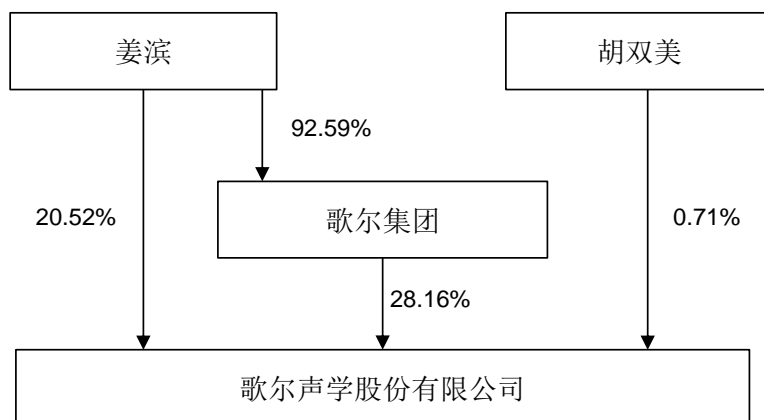 姜滨
胡双美
92.59%
20.52%
歌尔集团
0.71%
28.16%
歌尔声学股份有限公司